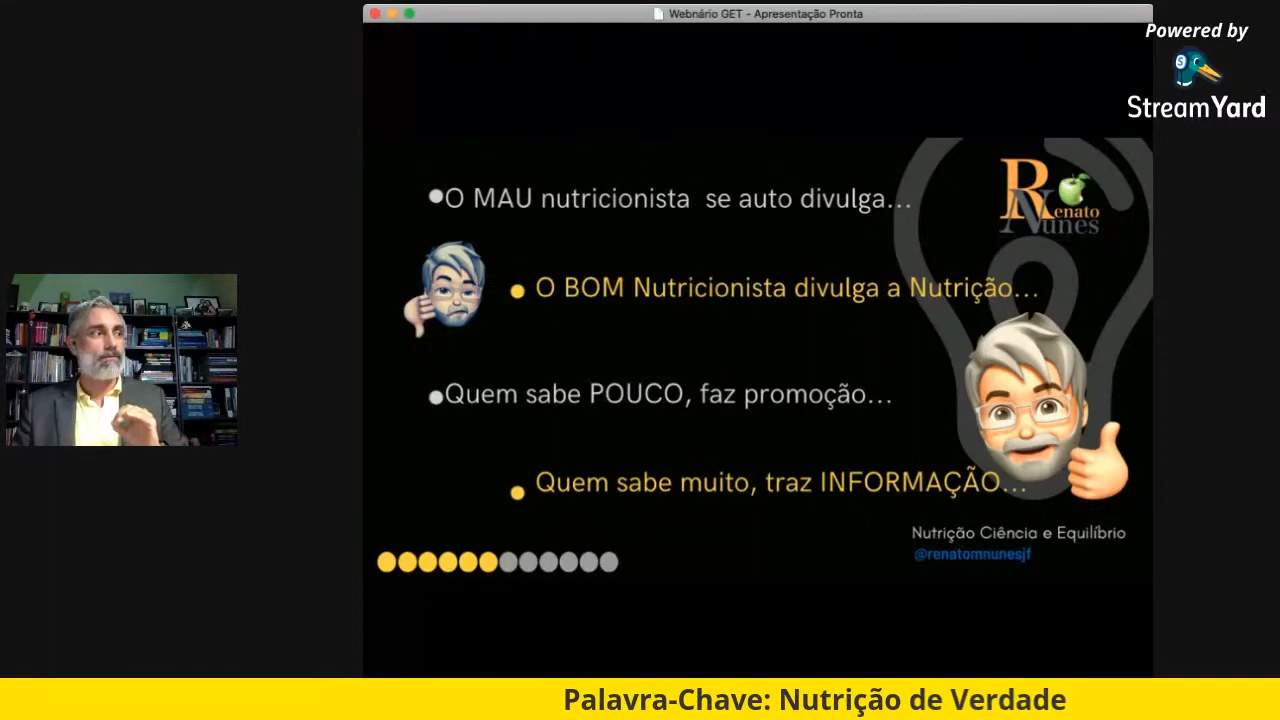 Webnário GET - Apresentação Pronta
Powered by
StreamYard
Renato
Nunes
•O MAU nutricionista se auto divulga...
• O BOM Nutricionista divulga a Nutrição...
•Quem sabe POUCO, faz promoção...
• Quem sabe muito, traz INFORMAÇÃO...
Nutrição Ciência e Equilíbrio
@renatomnunesjf
Palavra-Chave: Nutrição de Verdade